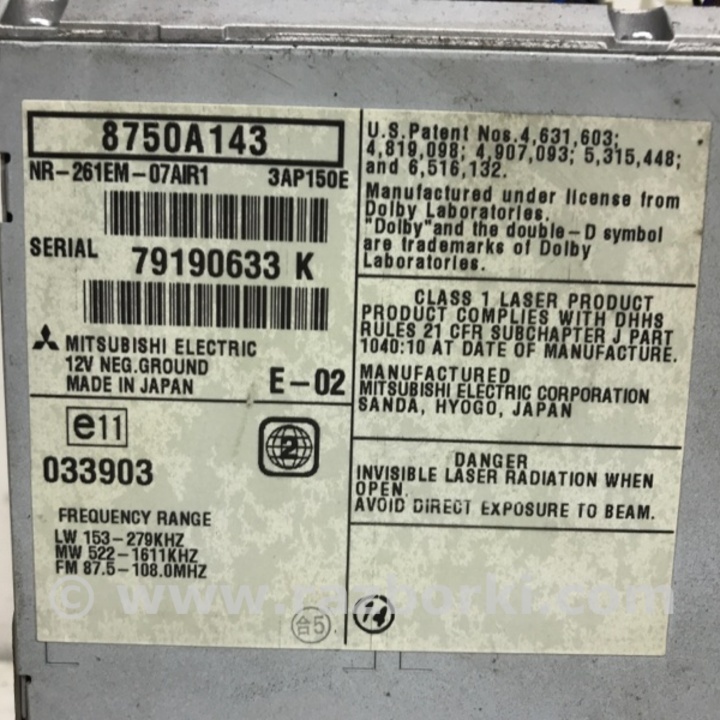 8750A143
NR-261EM-07AIR1 3AP150E
SERIAL 79190633 K
MITSUBISHI ELECTRIC
12V NEG.GROUND
MADE IN JAPAN E-02
e11
2
033903
FREQUENCY RANGE
LW 153-279KHZ
MW 522-1611KHZ
FM 87.5-108.0MHZ
合5
U.S.Patent Nos.4,631,603;
4,819,098; 4,907,093; 5,315,448;
and 6,516,132.
Manufactured under license from
Dolby Laboratories.
"Dolby"and the double-D symbol
are trademarks of Dolby
Laboratories.
CLASS 1 LASER PRODUCT
PRODUCT COMPLIES WITH DHHS
RULES 21 CFR SUBCHAPTER J PART
1040:10 AT DATE OF MANUFACTURE.
MANUFACTURED
MITSUBISHI ELECTRIC CORPORATION
SANDA, HYOGO, JAPAN
DANGER
INVISIBLE LASER RADIATION WHEN
OPEN.
AVOID DIRECT EXPOSURE TO BEAM.
© www.razborki.com